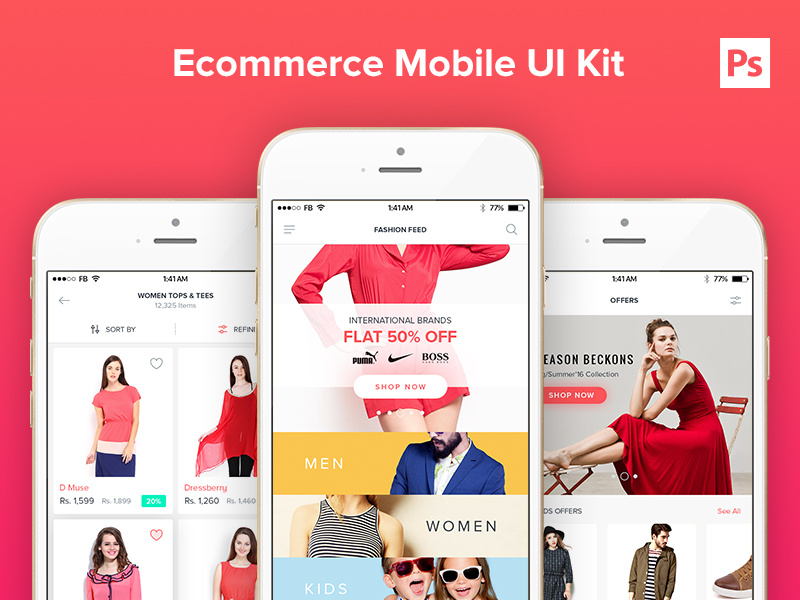 Ecommerce Mobile UI Kit
Ps
FB
1:41 AM
WOMEN TOPS & TEES
12,325 Items
SORT BY
REFIN
D Muse
Rs. 1,599 Rs. 1,899 20%
Dressberry
Rs. 1,260 Rs. 1,460
FB 1:41 AM 77%
FASHION FEED
INTERNATIONAL BRANDS
FLAT 50% OFF
PUMA BOSS
HUGO BOSS
SHOP NOW
MEN
WOMEN
KIDS
1:41 AM 77%
OFFERS
EASON BECKONS
g/Summer'16 Collection
SHOP NOW
DS OFFERS See All